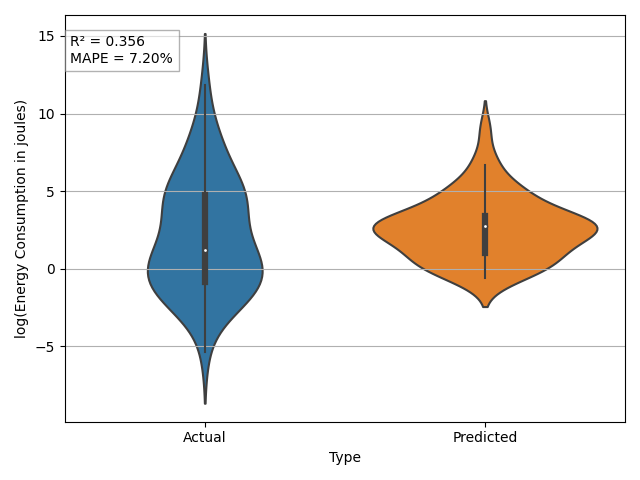 R² = 0.356
MAPE = 7.20%
15
10
5
0
−5
log(Energy Consumption in joules)
Actual
Predicted
Type